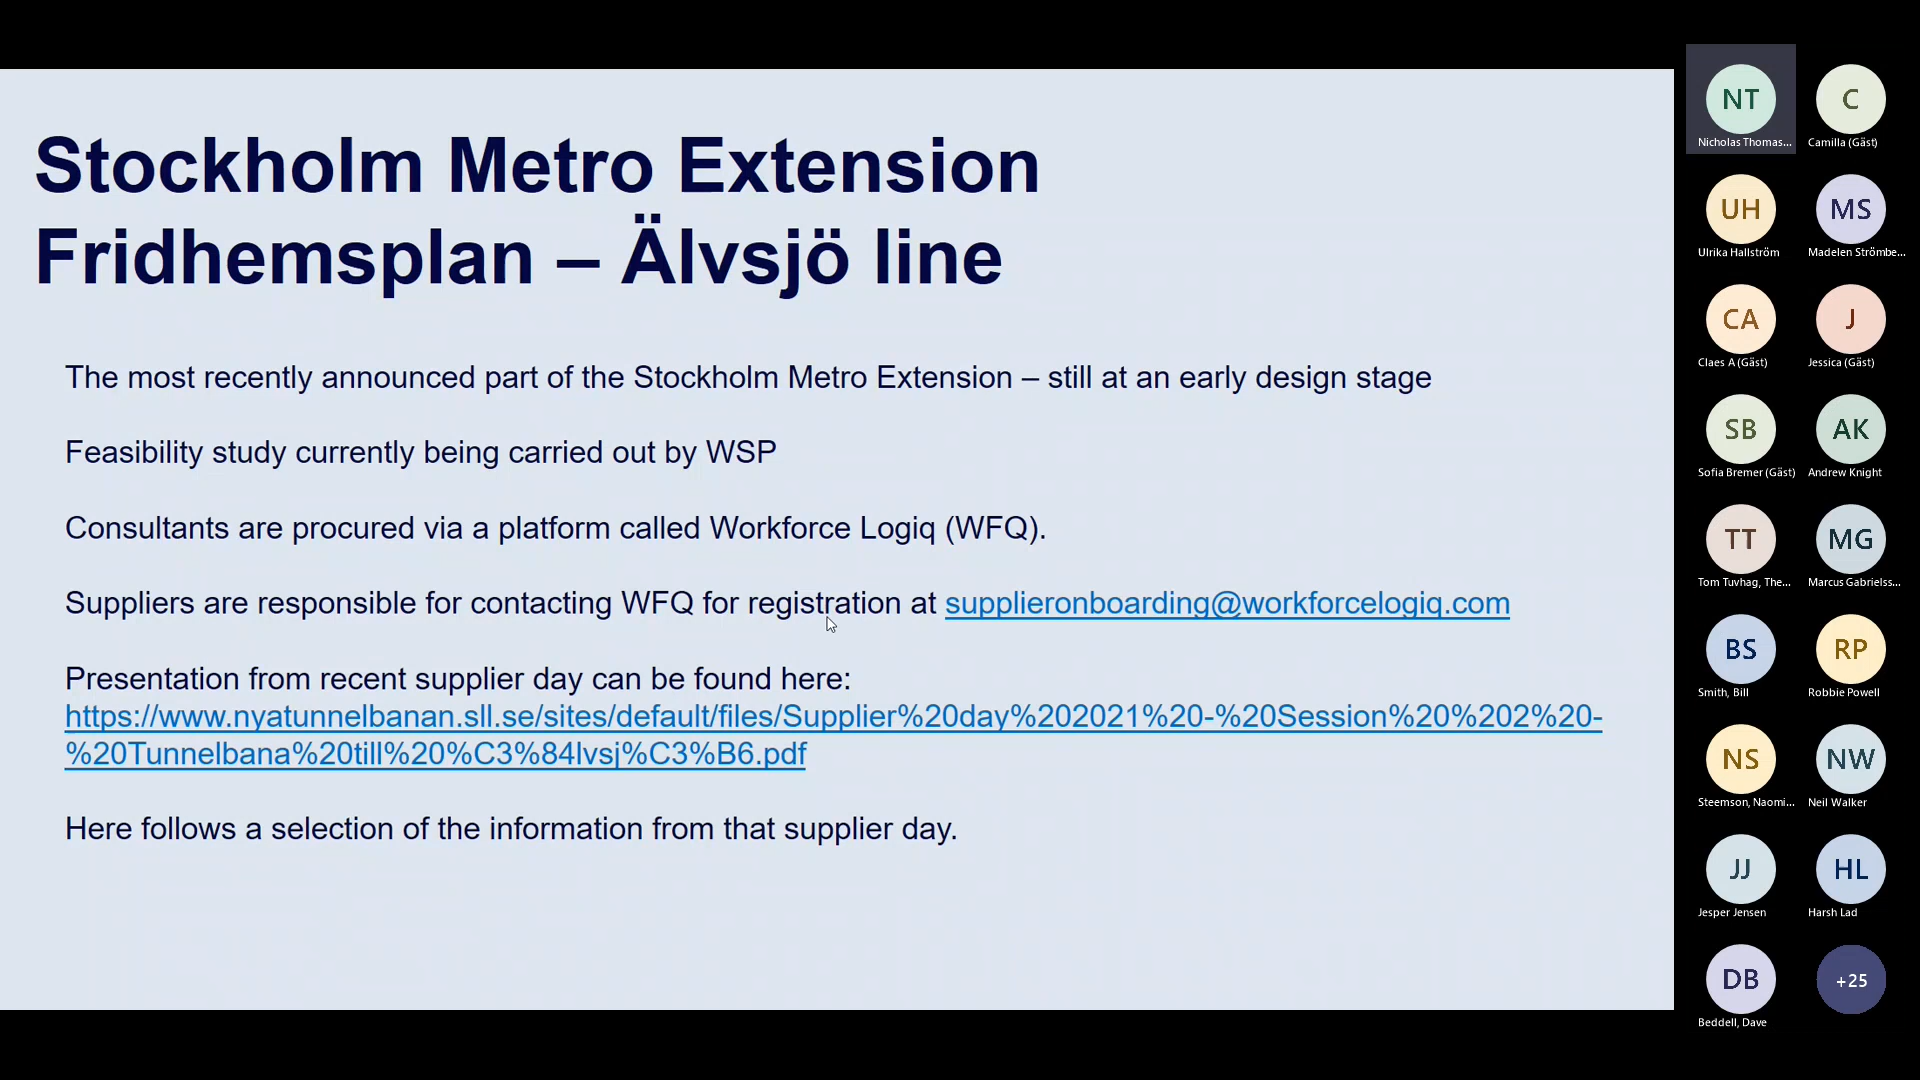 Stockholm Metro Extension
Fridhemsplan – Älvsjö line
The most recently announced part of the Stockholm Metro Extension – still at an early design stage
Feasibility study currently being carried out by WSP
Consultants are procured via a platform called Workforce Logiq (WFQ).
Suppliers are responsible for contacting WFQ for registration at supplieronboarding@workforcelogiq.com
Presentation from recent supplier day can be found here:
https://www.nyatunnelbanan.sll.se/sites/default/files/Supplier%20day%202021%20-%20Session%20%202%20-
%20Tunnelbana%20till%20%C3%84lvsj%C3%B6.pdf
Here follows a selection of the information from that supplier day.
NT
Nicholas Thomas...
C
Camilla (Gäst)
UH
Ulrika Hallström
MS
Madelen Strömbe...
CA
Claes A (Gäst)
J
Jessica (Gäst)
SB
Sofia Bremer (Gäst)
AK
Andrew Knight
TT
Tom Tuvhag, The...
MG
Marcus Gabrielss...
BS
Smith, Bill
RP
Robbie Powell
NS
Steemson, Naomi...
NW
Neil Walker
JJ
Jesper Jensen
HL
Harsh Lad
DB
Beddell, Dave
+25